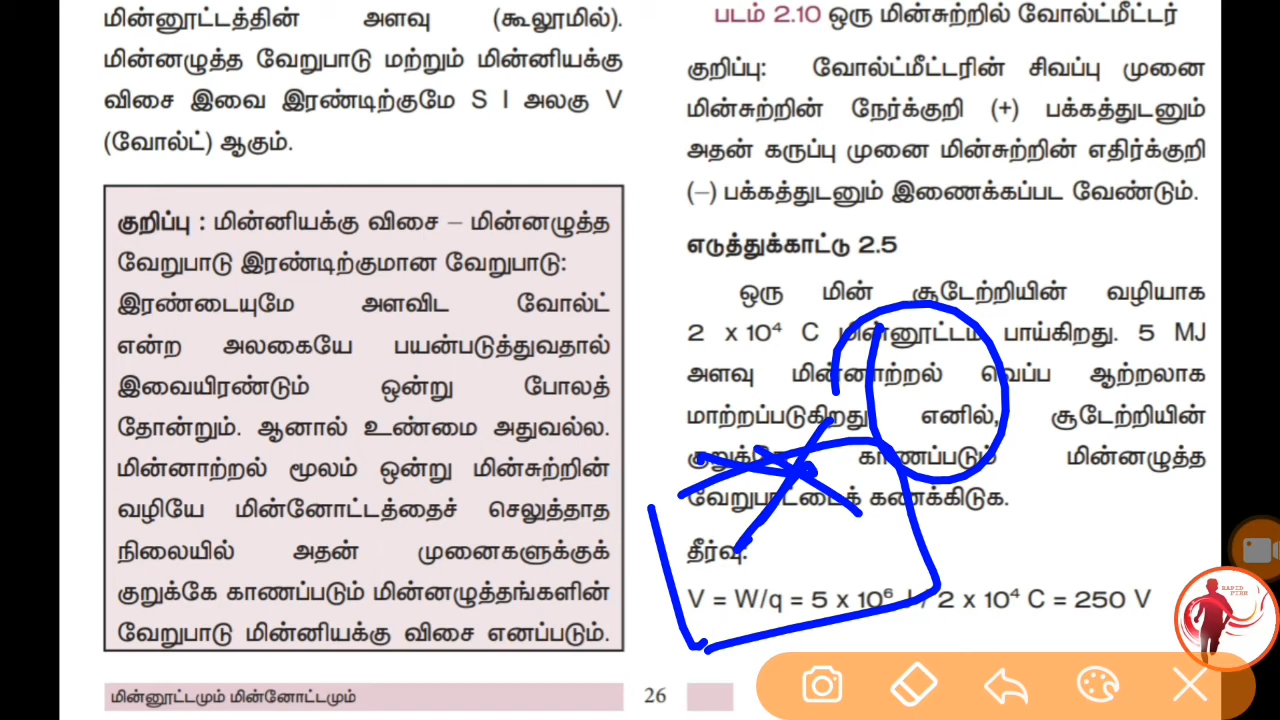 மின்னூட்டத்தின் அளவு (கூலூமில்).
மின்னழுத்த வேறுபாடு மற்றும் மின்னியக்கு
விசை இவை இரண்டிற்குமே S I அலகு V
(வோல்ட்) ஆகும்.
குறிப்பு : மின்னியக்கு விசை – மின்னழுத்த
வேறுபாடு இரண்டிற்குமான வேறுபாடு:
இரண்டையுமே அளவிட வோல்ட்
என்ற அலகையே பயன்படுத்துவதால்
இவையிரண்டும் ஒன்று போலத்
தோன்றும். ஆனால் உண்மை அதுவல்ல.
மின்னாற்றல் மூலம் ஒன்று மின்சுற்றின்
வழியே மின்னோட்டத்தைச் செலுத்தாத
நிலையில் அதன் முனைகளுக்குக்
குறுக்கே காணப்படும் மின்னழுத்தங்களின்
வேறுபாடு மின்னியக்கு விசை எனப்படும்.
மின்னூட்டமும் மின்னோட்டமும்
26
படம் 2.10 ஒரு மின்சுற்றில் வோல்ட்மீட்டர்
குறிப்பு: வோல்ட்மீட்டரின் சிவப்பு முனை
மின்சுற்றின் நேர்க்குறி (+) பக்கத்துடனும்
அதன் கருப்பு முனை மின்சுற்றின் எதிர்க்குறி
(–) பக்கத்துடனும் இணைக்கப்பட வேண்டும்.
எடுத்துக்காட்டு 2.5
ஒரு மின் சூடேற்றியின் வழியாக
2 x 10⁴ C மின்னூட்டம் பாய்கிறது. 5 MJ
அளவு மின்னாற்றல் வெப்ப ஆற்றலாக
மாற்றப்படுகிறது எனில், சூடேற்றியின்
காணப்படும் மின்னழுத்த
வேறுபாட்டைக் கணக்கிடுக.
தீர்வு:
V = W/q = 5 x 10⁶ J / 2 x 10⁴ C = 250 V
RAPID
FIRE